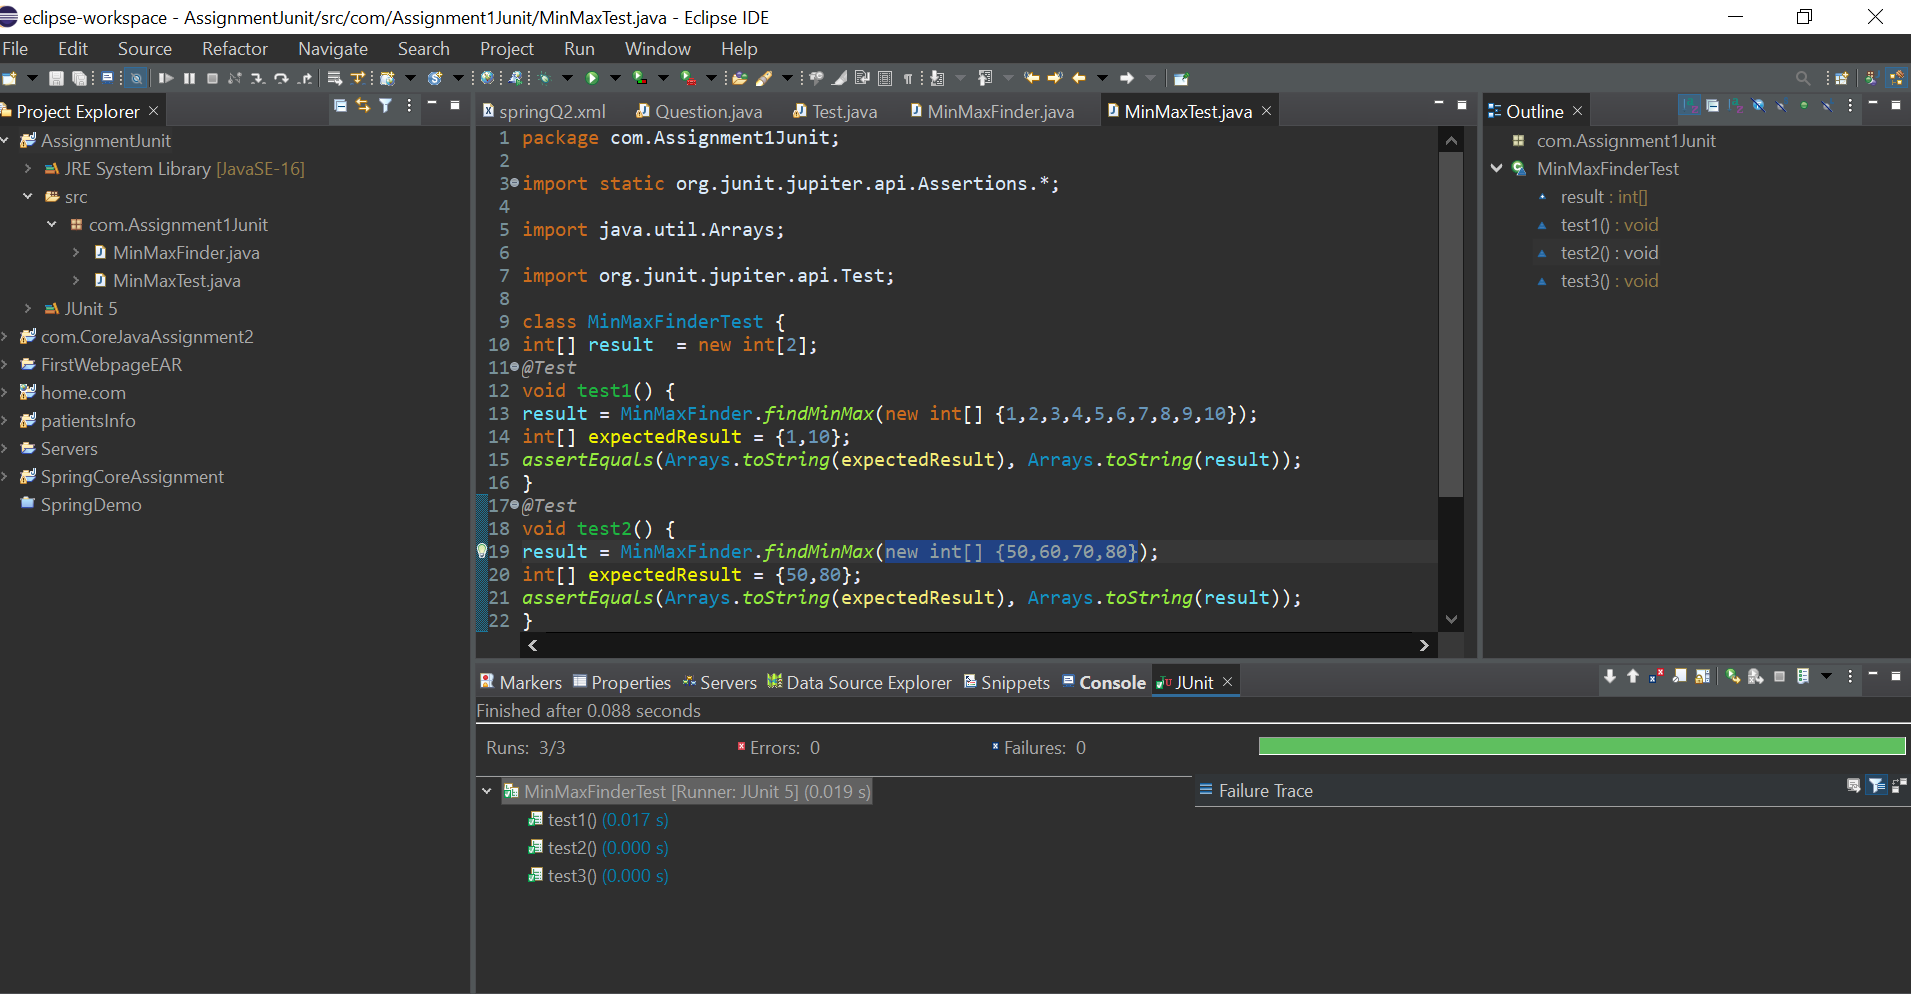 eclipse-workspace - AssignmentJunit/src/com/Assignment1Junit/MinMaxTest.java - Eclipse IDE
File Edit Source Refactor Navigate Search Project Run Window Help
Project Explorer
AssignmentJunit
JRE System Library [JavaSE-16]
src
com.Assignment1Junit
MinMaxFinder.java
MinMaxTest.java
JUnit 5
com.CoreJavaAssignment2
FirstWebpageEAR
home.com
patientsInfo
Servers
SpringCoreAssignment
SpringDemo
springQ2.xml Question.java Test.java MinMaxFinder.java MinMaxTest.java
1 package com.Assignment1Junit;
2
3 import static org.junit.jupiter.api.Assertions.*;
4
5 import java.util.Arrays;
6
7 import org.junit.jupiter.api.Test;
8
9 class MinMaxFinderTest {
10 int[] result  = new int[2];
11 @Test
12 void test1() {
13 result = MinMaxFinder.findMinMax(new int[] {1,2,3,4,5,6,7,8,9,10});
14 int[] expectedResult = {1,10};
15 assertEquals(Arrays.toString(expectedResult), Arrays.toString(result));
16 }
17 @Test
18 void test2() {
19 result = MinMaxFinder.findMinMax(new int[] {50,60,70,80});
20 int[] expectedResult = {50,80};
21 assertEquals(Arrays.toString(expectedResult), Arrays.toString(result));
22 }
Outline
com.Assignment1Junit
MinMaxFinderTest
result : int[]
test1() : void
test2() : void
test3() : void
Markers Properties Servers Data Source Explorer Snippets Console JUnit
Finished after 0.088 seconds
Runs: 3/3 Errors: 0 Failures: 0
MinMaxFinderTest [Runner: JUnit 5] (0.019 s)
test1() (0.017 s)
test2() (0.000 s)
test3() (0.000 s)
Failure Trace